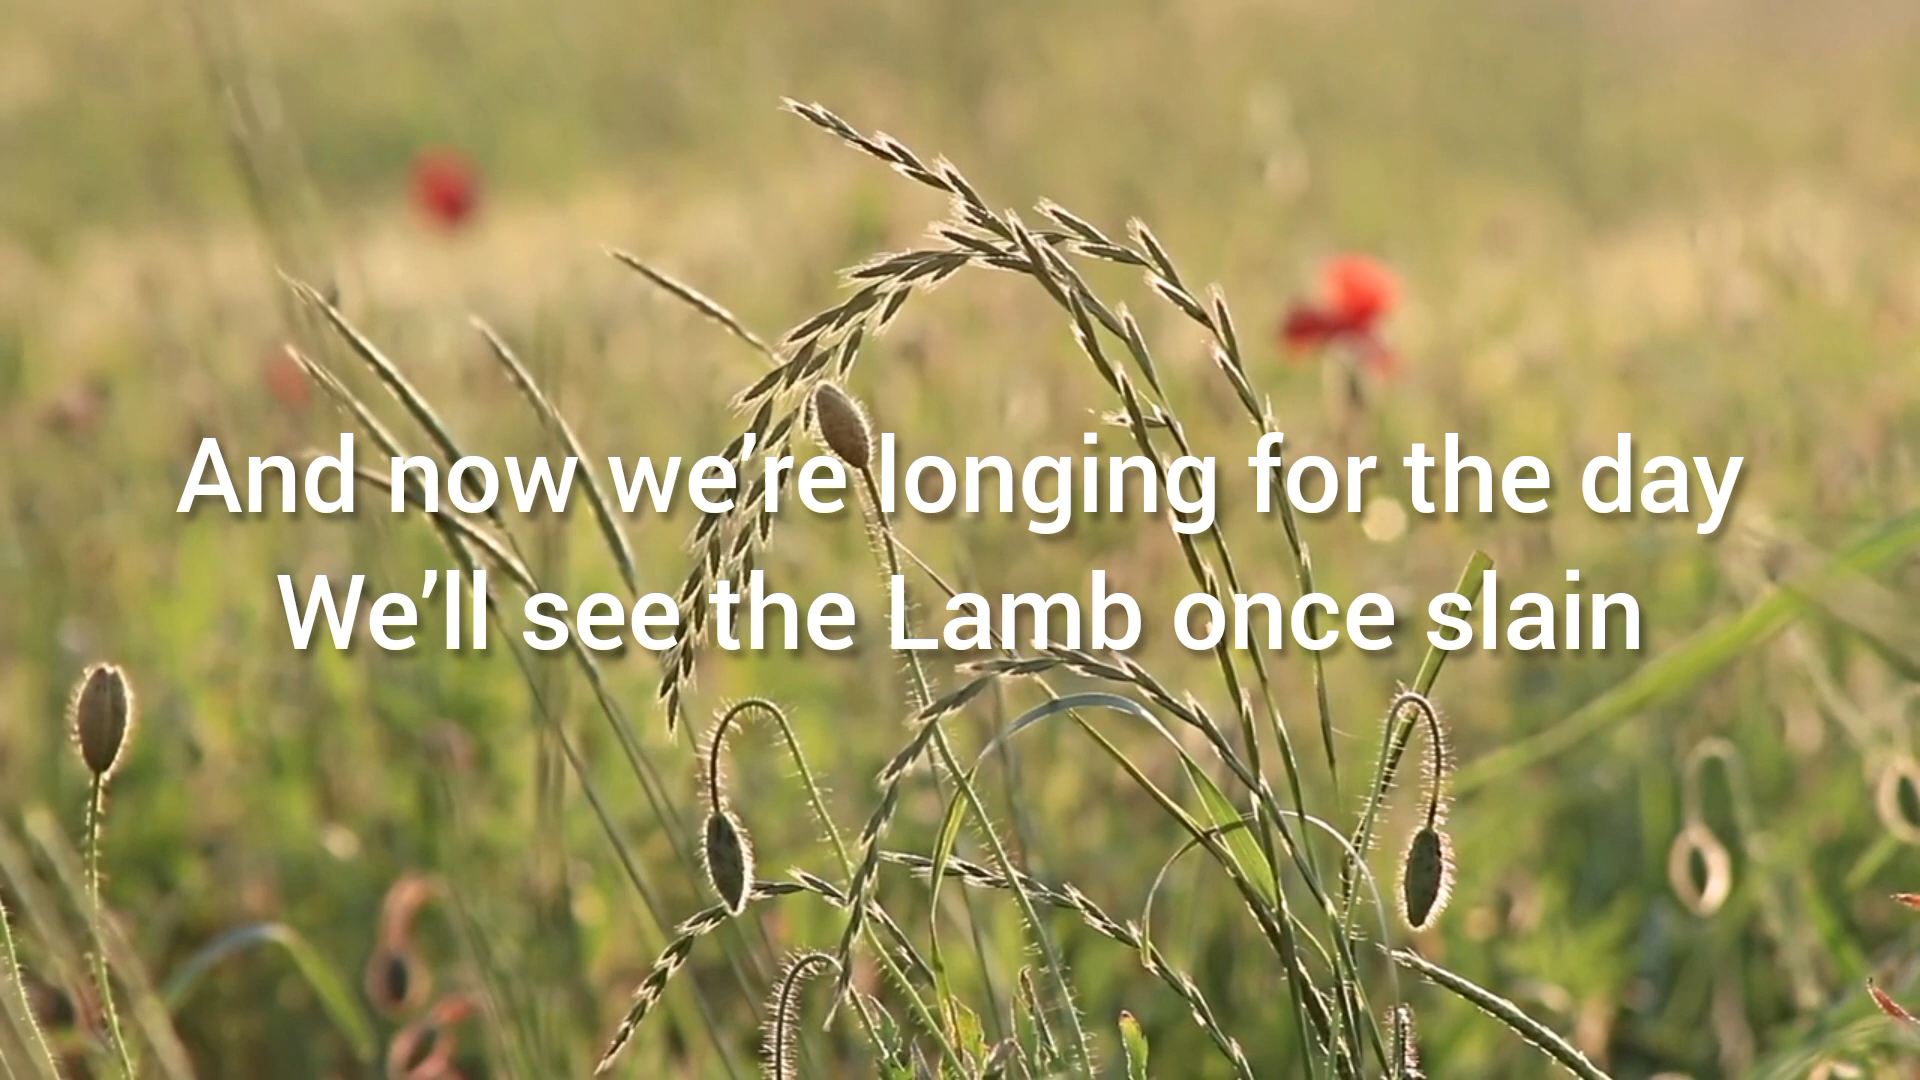 And now we’re longing for the day
We’ll see the Lamb once slain